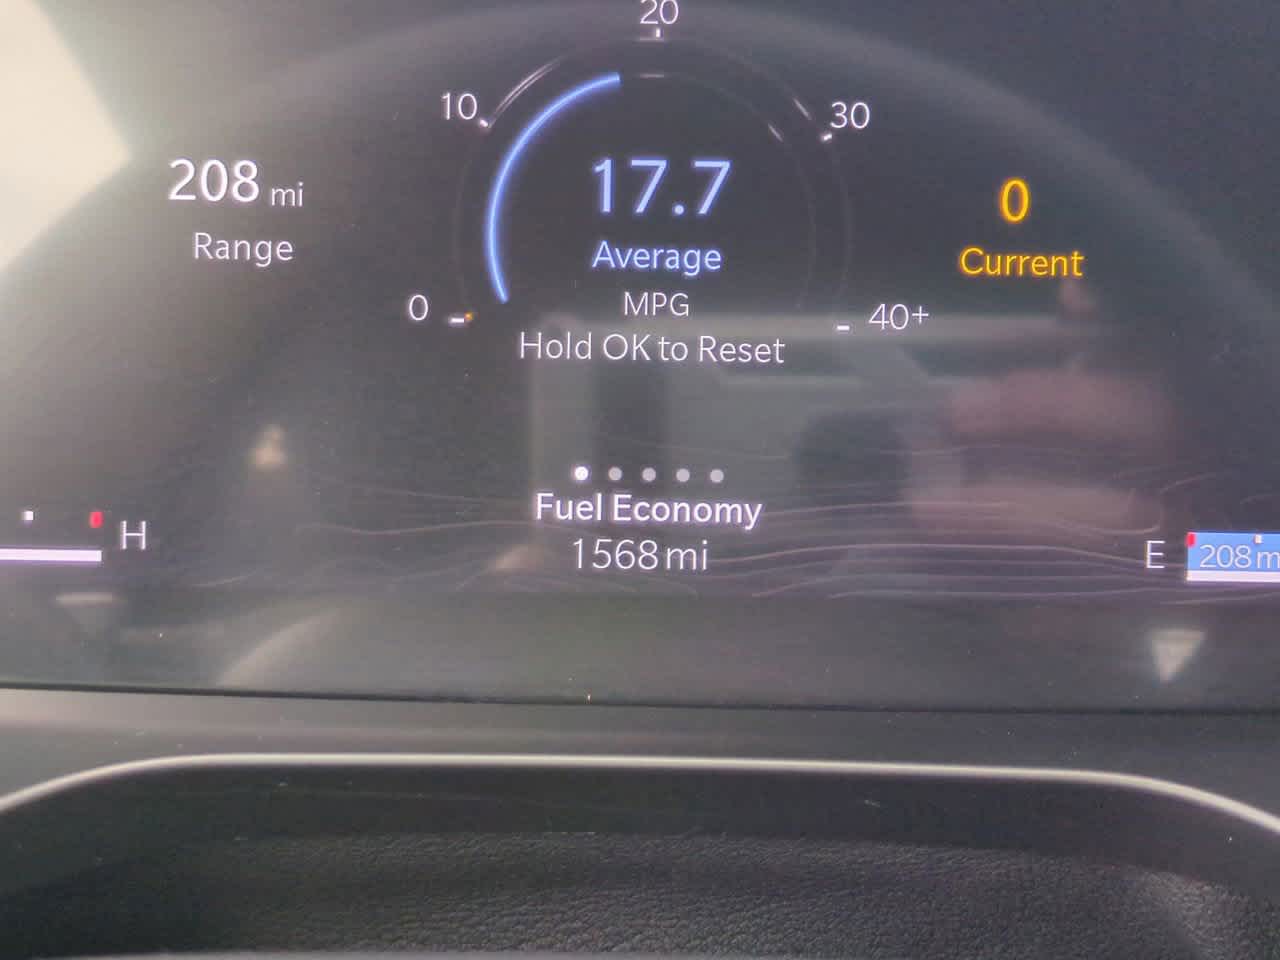 20
10
30
208 mi
Range
17.7
Average
MPG
0
Current
0
40+
Hold OK to Reset
Fuel Economy
1568 mi
H
E
208 m